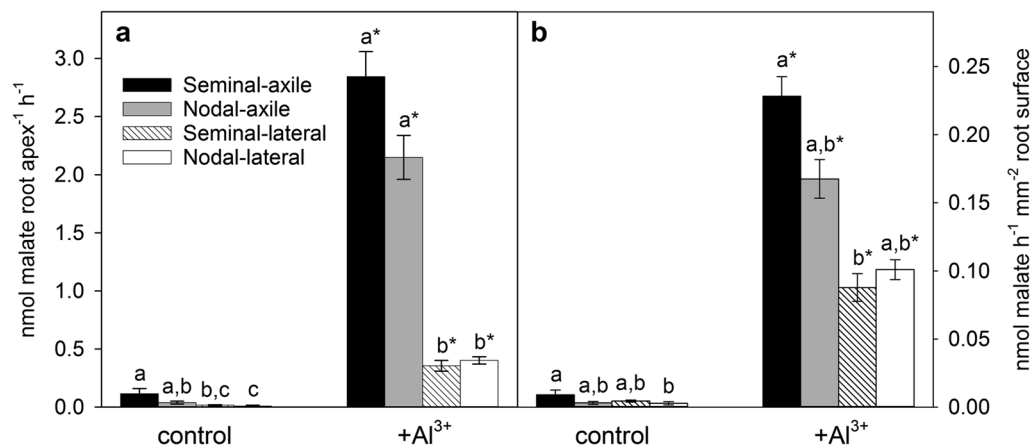 a
b
nmol malate root apex⁻¹ h⁻¹
3.0
2.5
2.0
1.5
1.0
0.5
0.0
Seminal-axile
Nodal-axile
Seminal-lateral
Nodal-lateral
a a,b b,c c
a* a* b* b*
control +Al³⁺
a a,b a,b b
a* a,b* b* a,b*
control +Al³⁺
0.25
0.20
0.15
0.10
0.05
0.00
nmol malate h⁻¹ mm⁻² root surface